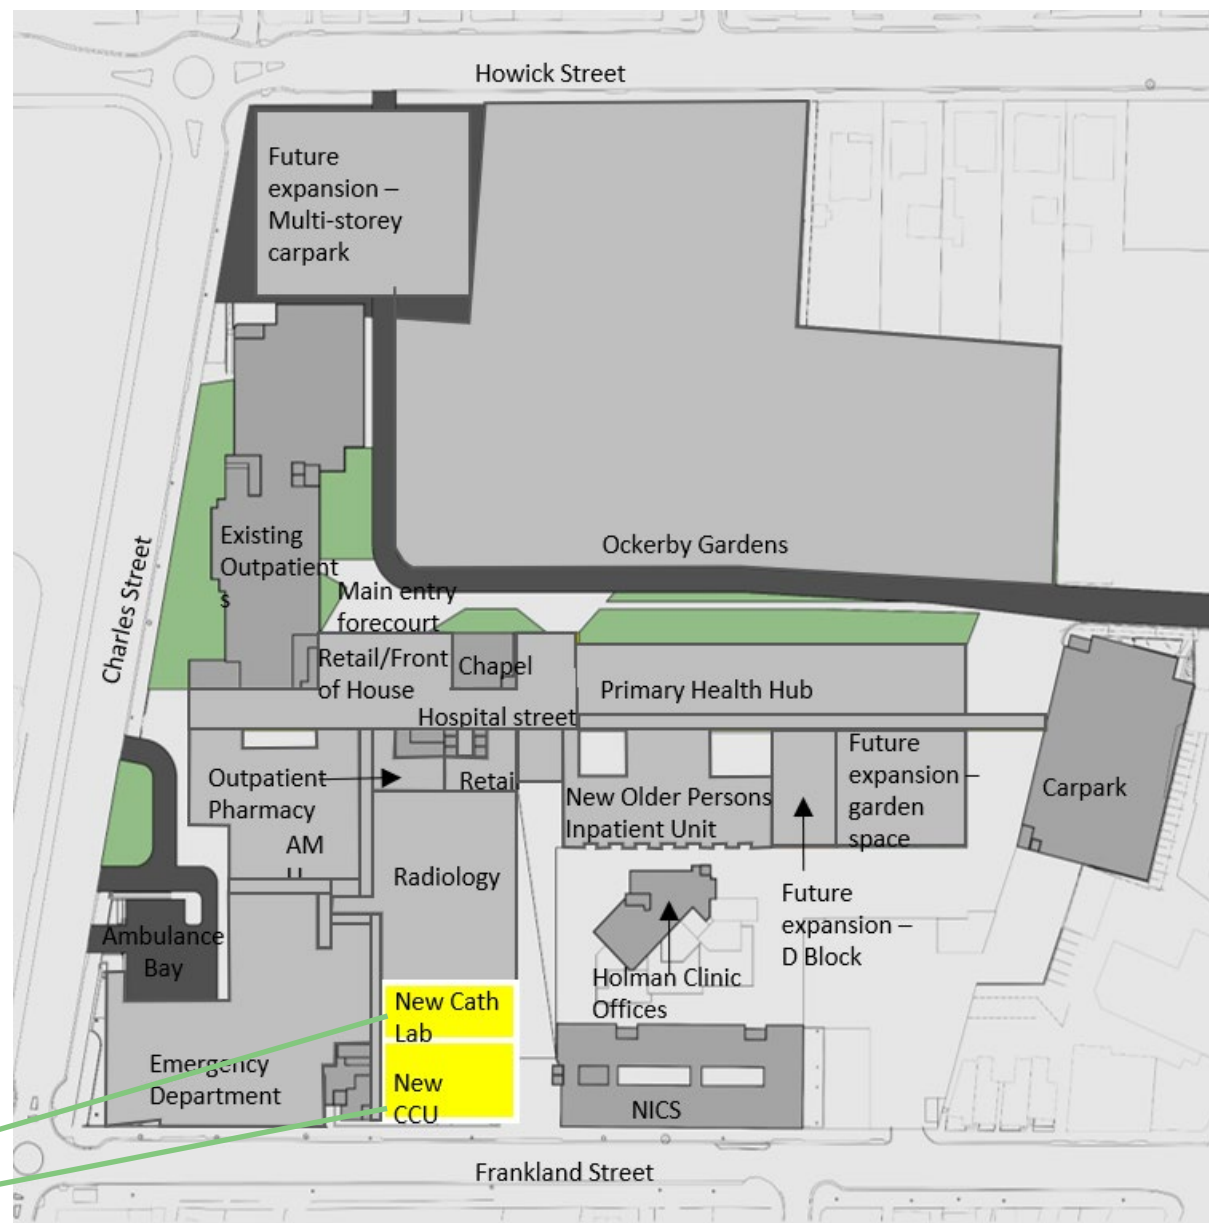 Howick Street
Future
expansion –
Multi-storey
carpark
Existing
Outpatient
s
Ockerby Gardens
Charles Street
Main entry
forecourt
Retail/Front
of House
Chapel
Primary Health Hub
Hospital street
Outpatient
Pharmacy
Retail
AM
New Older Persons
Inpatient Unit
Future
expansion –
garden
space
Carpark
Radiology
Future
expansion –
D Block
Ambulance
Bay
Holman Clinic
Offices
New Cath
Lab
Emergency
Department
New
CCU
NICS
Frankland Street